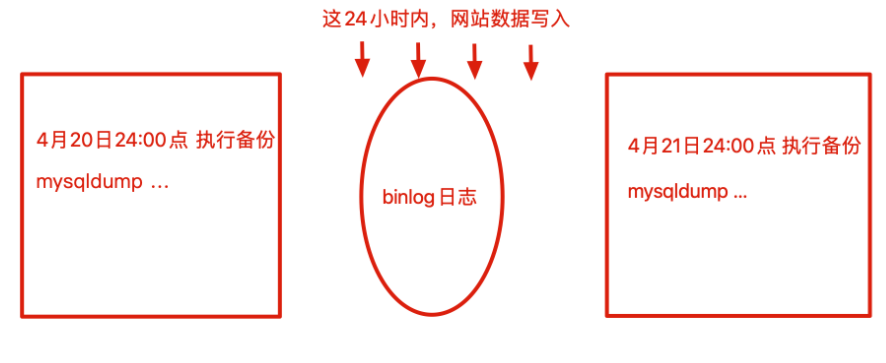 这24小时内，网站数据写入
4月20日24:00点 执行备份
mysqldump ...
binlog日志
4月21日24:00点 执行备份
mysqldump ...